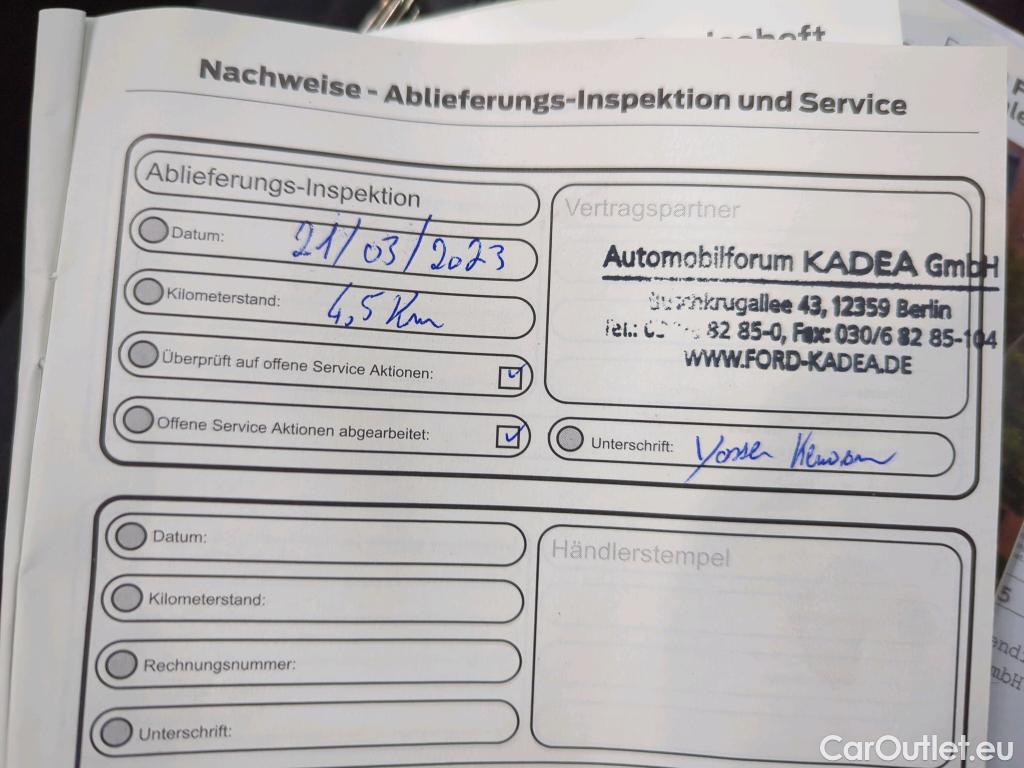 Nachweise - Ablieferungs-Inspektion und Service
Ablieferungs-Inspektion
Datum: 21/03/2023
Kilometerstand: 4,5 Km
Überprüft auf offene Service Aktionen:
Offene Service Aktionen abgearbeitet:
Vertragspartner
Automobilforum KADEA GmbH
43, 12359 Berlin
Tel.: 82 85-0, Fax: 030/6 82 85-104
WWW.FORD-KADEA.DE
Unterschrift:
Datum:
Kilometerstand:
Rechnungsnummer:
Unterschrift:
Händlerstempel
CarOutlet.eu